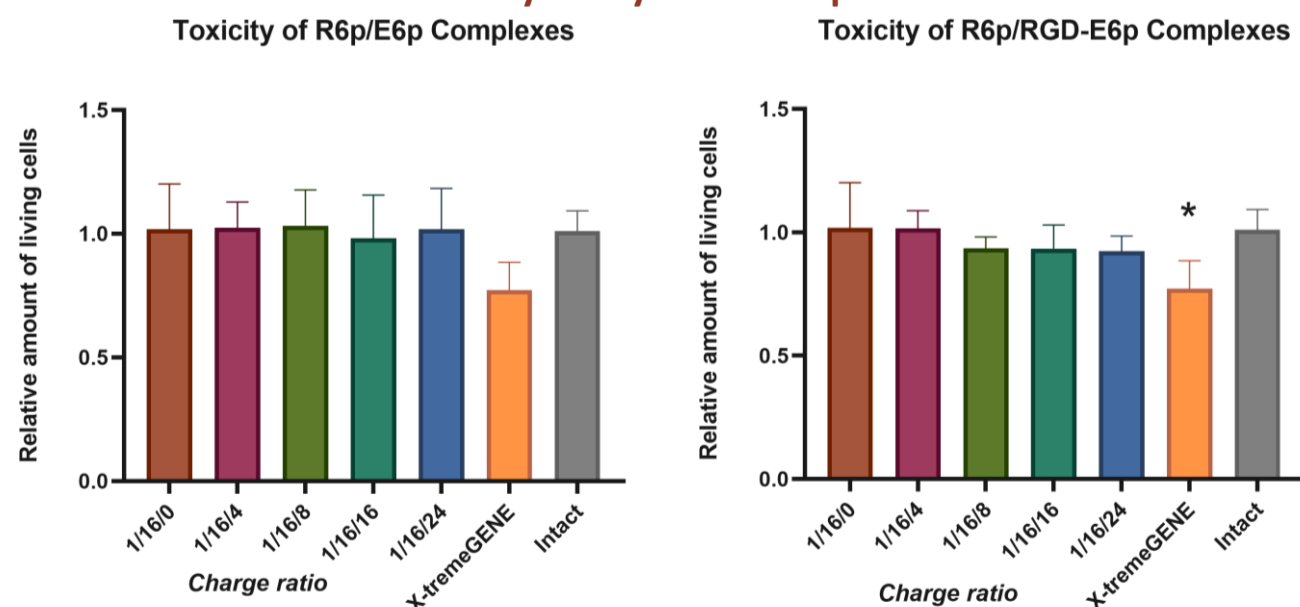 Toxicity of R6p/E6p Complexes
Relative amount of living cells
1.5
1.0
0.5
0.0
1/16/0
1/16/4
1/16/8
1/16/16
1/16/24
X-tremeGENE
Intact
Charge ratio
Toxicity of R6p/RGD-E6p Complexes
Relative amount of living cells
1.5
1.0
0.5
0.0
*
1/16/0
1/16/4
1/16/8
1/16/16
1/16/24
X-tremeGENE
Intact
Charge ratio